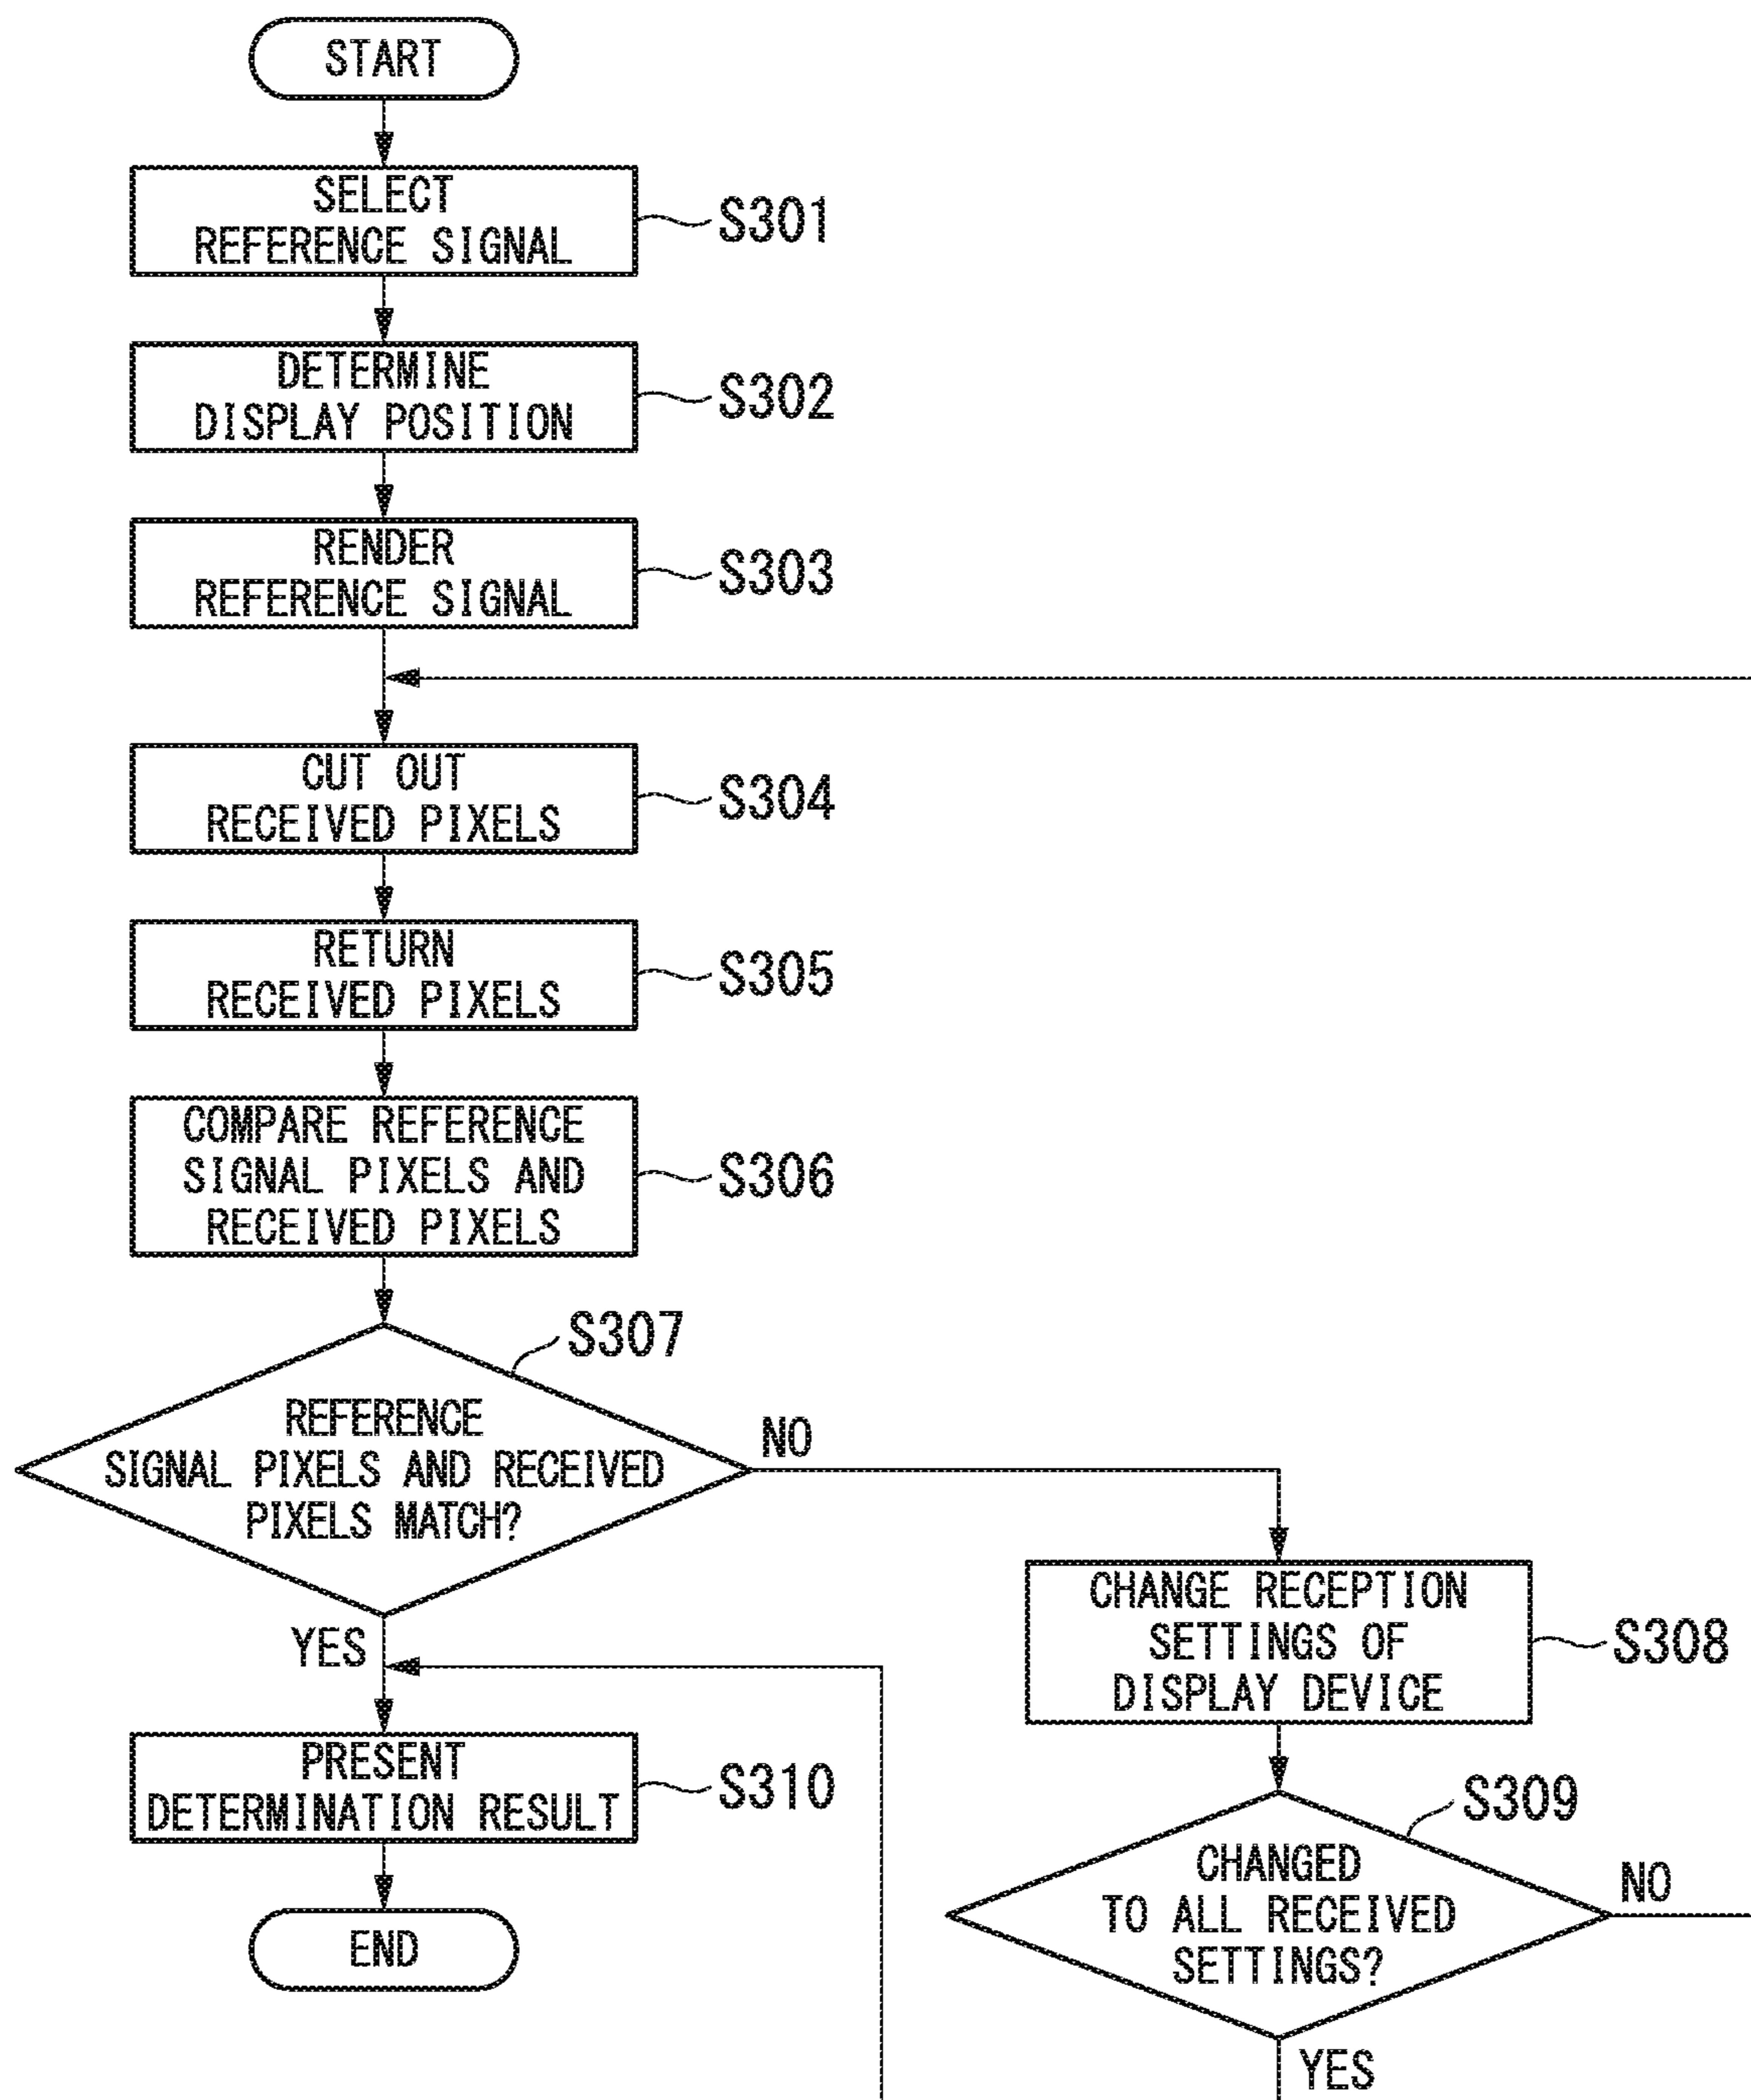 START
SELECT
REFERENCE SIGNAL
S301
DETERMINE
DISPLAY POSITION
S302
RENDER
REFERENCE SIGNAL
S303
CUT OUT
RECEIVED PIXELS
S304
RETURN
RECEIVED PIXELS
S305
COMPARE REFERENCE
SIGNAL PIXELS AND
RECEIVED PIXELS
S306
S307
REFERENCE
SIGNAL PIXELS AND RECEIVED
PIXELS MATCH?
NO
YES
CHANGE RECEPTION
SETTINGS OF
DISPLAY DEVICE
S308
S309
CHANGED
TO ALL RECEIVED
SETTINGS?
NO
YES
PRESENT
DETERMINATION RESULT
S310
END